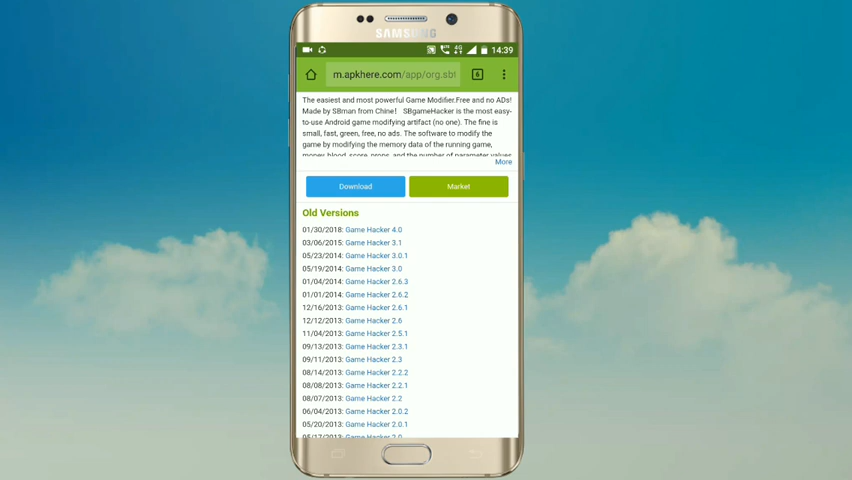 SAMSUNG
14:39
m.apkhere.com/app/org.sb
6
The easiest and most powerful Game Modifier.Free and no ADs!
Made by SBman from Chine! SBgameHacker is the most easy-
to-use Android game modifying artifact (no one). The fine is
small, fast, green, free, no ads. The software to modify the
game by modifying the memory data of the running game,
money, blood, score, props, and the number of parameter values
More
Download
Market
Old Versions
01/30/2018: Game Hacker 4.0
03/06/2015: Game Hacker 3.1
05/23/2014: Game Hacker 3.0.1
05/19/2014: Game Hacker 3.0
01/04/2014: Game Hacker 2.6.3
01/01/2014: Game Hacker 2.6.2
12/16/2013: Game Hacker 2.6.1
12/12/2013: Game Hacker 2.6
11/04/2013: Game Hacker 2.5.1
09/13/2013: Game Hacker 2.3.1
09/11/2013: Game Hacker 2.3
08/14/2013: Game Hacker 2.2.2
08/08/2013: Game Hacker 2.2.1
08/07/2013: Game Hacker 2.2
06/04/2013: Game Hacker 2.0.2
05/20/2013: Game Hacker 2.0.1
05/17/2013: Game Hacker 2.0